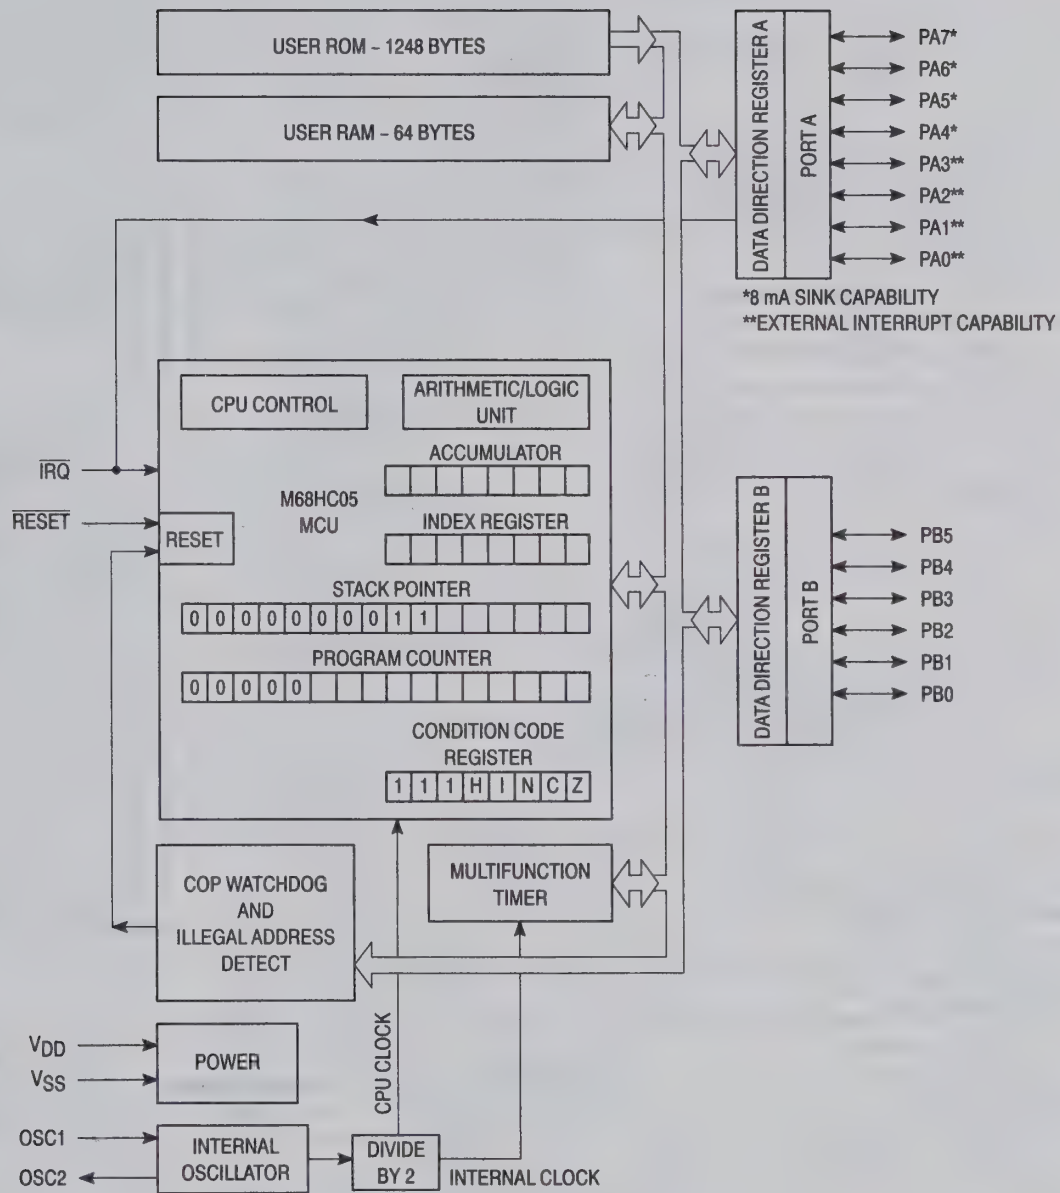 USER ROM – 1248 BYTES
USER RAM – 64 BYTES
DATA DIRECTION REGISTER A
PORT A
PA7*
PA6*
PA5*
PA4*
PA3**
PA2**
PA1**
PA0**
*8 mA SINK CAPABILITY
**EXTERNAL INTERRUPT CAPABILITY
CPU CONTROL
ARITHMETIC/LOGIC
UNIT
ACCUMULATOR
IRQ
M68HC05
MCU
RESET
RESET
INDEX REGISTER
STACK POINTER
0 0 0 0 0 0 0 0 1 1
PROGRAM COUNTER
0 0 0 0 0
CONDITION CODE
REGISTER
1 1 1 H I N C Z
DATA DIRECTION REGISTER B
PORT B
PB5
PB4
PB3
PB2
PB1
PB0
COP WATCHDOG
AND
ILLEGAL ADDRESS
DETECT
MULTIFUNCTION
TIMER
VDD
VSS
POWER
CPU CLOCK
OSC1
OSC2
INTERNAL
OSCILLATOR
DIVIDE
BY 2
INTERNAL CLOCK